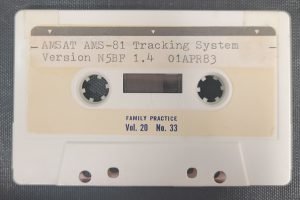 AMSAT AMS-81 Tracking System
Version N5BF 1.4 01APR83
FAMILY PRACTICE
Vol. 20 No. 33